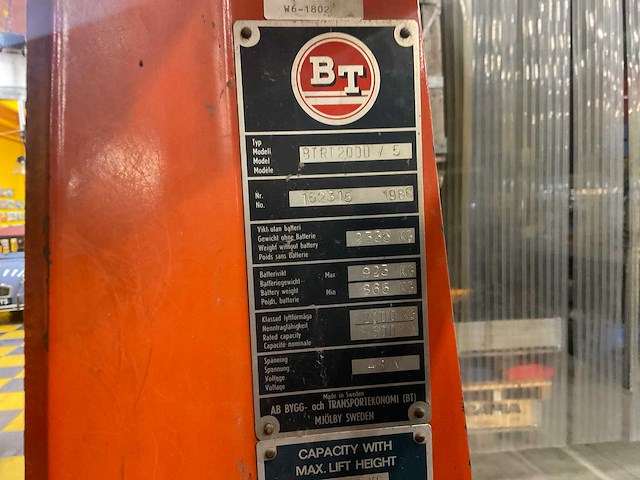 W6-1802
BT
Typ
Modell
Model
Modèle
BTRT2000 / 5
Nr.
No.
162316 1986
Vikt utan batteri
Gewicht ohne Batterie
Weight without battery
Poids sans batterie
KG
Batterivikt
Batteriegewicht
Battery weight
Poids, batterie
Max 923 KG
Min 866 KG
Klassad lyftförmåga
Nenntragfähigkeit
Rated capacity
Capacité nominale
KG
Spänning
Spannung
Voltage
Voltage
Made in Sweden
AB BYGG- och TRANSPORTEKONOMI (BT)
MJÖLBY SWEDEN
CAPACITY WITH
MAX. LIFT HEIGHT